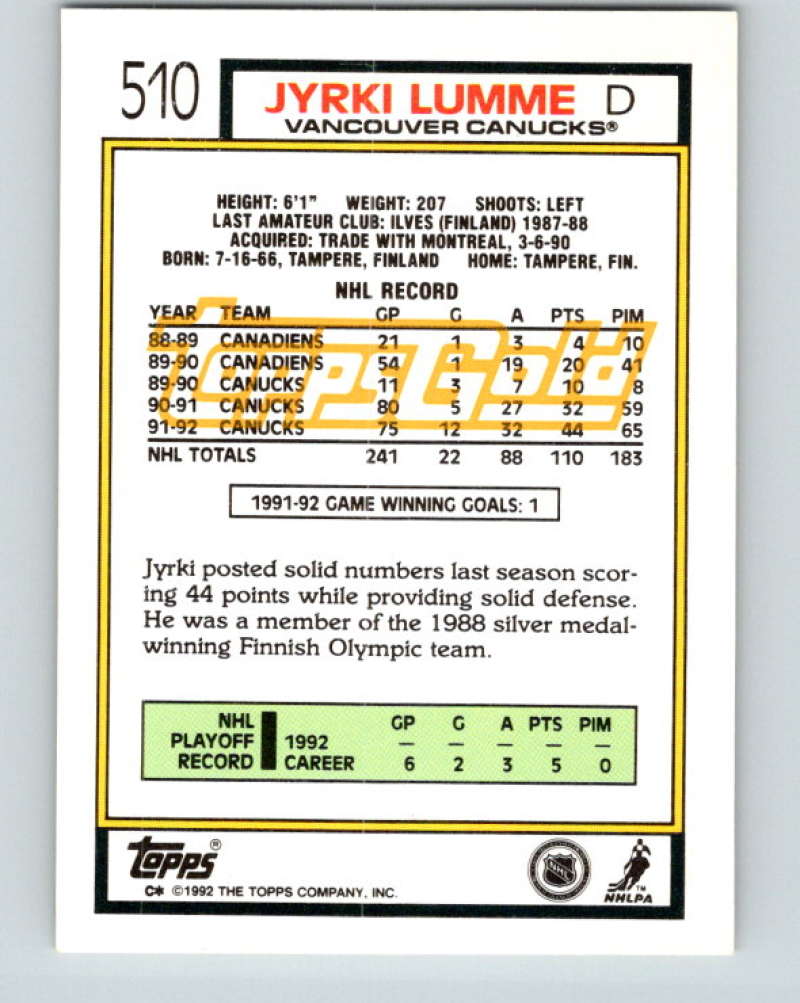 510
JYRKI LUMME D
VANCOUVER CANUCKS®
HEIGHT: 6'1" WEIGHT: 207 SHOOTS: LEFT
LAST AMATEUR CLUB: ILVES (FINLAND) 1987-88
ACQUIRED: TRADE WITH MONTREAL, 3-6-90
BORN: 7-16-66, TAMPERE, FINLAND HOME: TAMPERE, FIN.
NHL RECORD
YEAR TEAM GP G A PTS PIM
88-89 CANADIENS 21 1 3 4 10
89-90 CANADIENS 54 1 19 20 41
89-90 CANUCKS 11 3 7 10 8
90-91 CANUCKS 80 5 27 32 59
91-92 CANUCKS 75 12 32 44 65
NHL TOTALS 241 22 88 110 183
ToppsGold
1991-92 GAME WINNING GOALS: 1
Jyrki posted solid numbers last season scor-
ing 44 points while providing solid defense.
He was a member of the 1988 silver medal-
winning Finnish Olympic team.
NHL PLAYOFF RECORD
GP G A PTS PIM
1992 — — — — —
CAREER 6 2 3 5 0
TOPPS®
C* ©1992 THE TOPPS COMPANY, INC.
NHL
NHLPA™